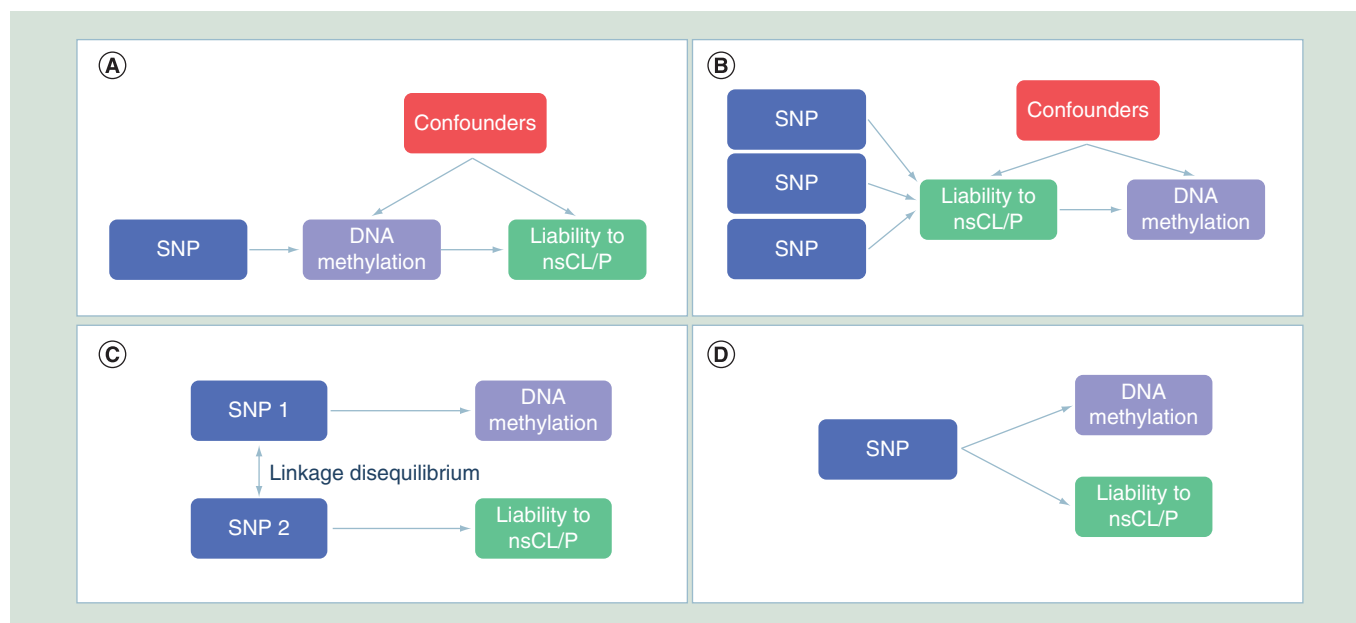 A
Confounders
SNP
DNA
methylation
Liability to
nsCL/P
B
SNP
SNP
SNP
Confounders
Liability to
nsCL/P
DNA
methylation
C
SNP 1
DNA
methylation
Linkage disequilibrium
SNP 2
Liability to
nsCL/P
D
SNP
DNA
methylation
Liability to
nsCL/P